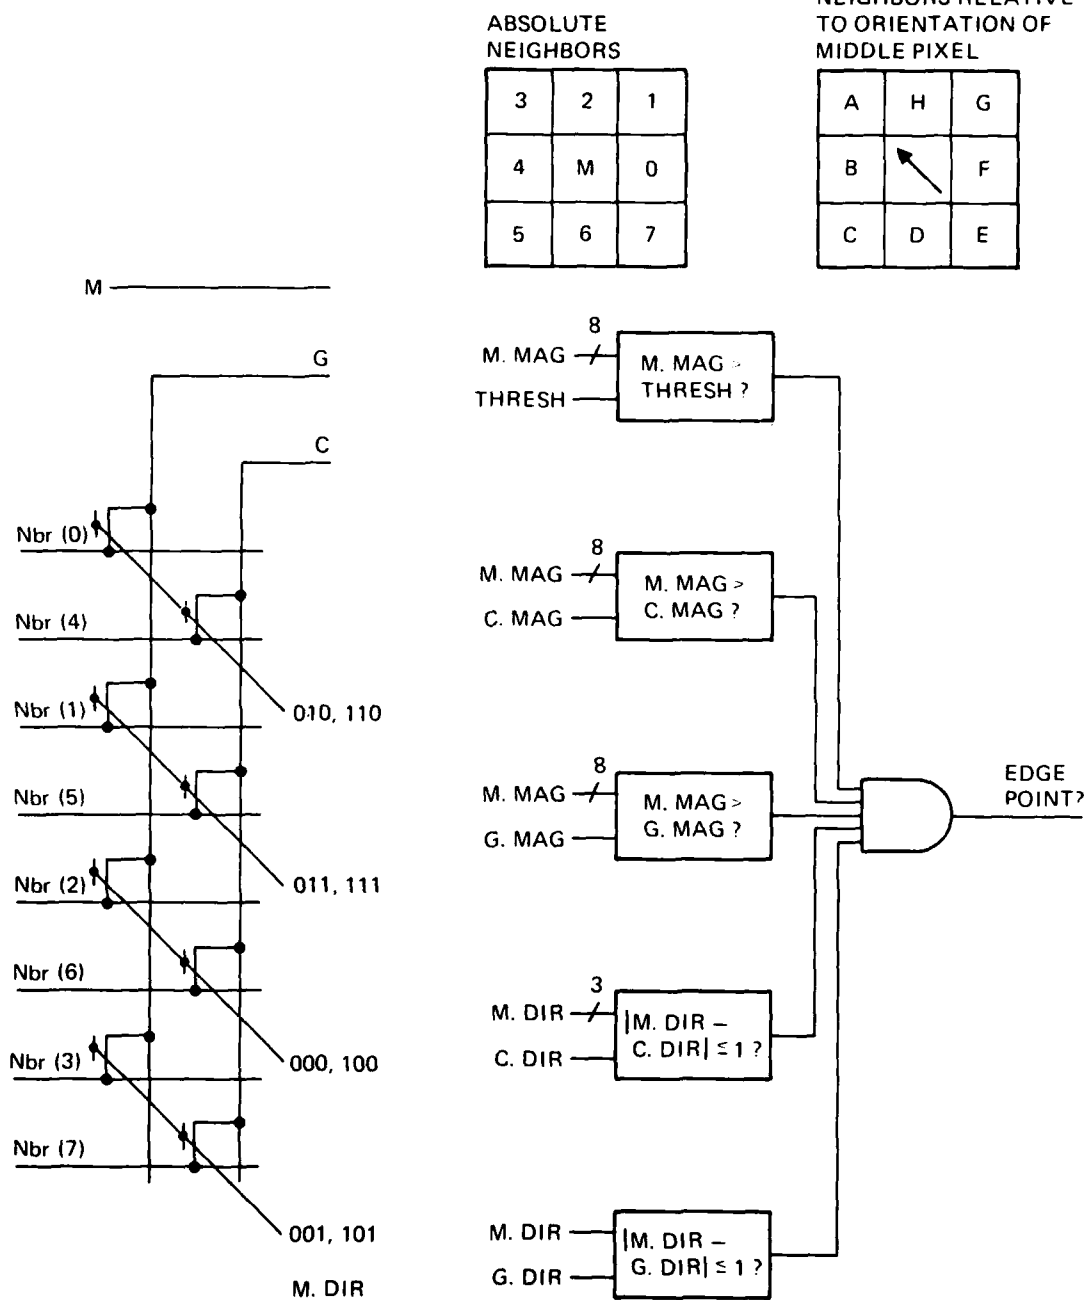 ABSOLUTE
NEIGHBORS
NEIGHBORS RELATIVE
TO ORIENTATION OF
MIDDLE PIXEL
3 2 1
4 M 0
5 6 7
A H G
B F
C D E
M
G
C
Nbr (0)
Nbr (4)
010, 110
Nbr (1)
Nbr (5)
011, 111
Nbr (2)
Nbr (6)
000, 100
Nbr (3)
Nbr (7)
001, 101
M. DIR
8
M. MAG
THRESH
M. MAG >
THRESH ?
8
M. MAG
C. MAG
M. MAG >
C. MAG ?
8
M. MAG
G. MAG
M. MAG >
G. MAG ?
3
M. DIR
C. DIR
|M. DIR –
C. DIR| ≤ 1 ?
M. DIR
G. DIR
|M. DIR –
G. DIR| ≤ 1 ?
EDGE
POINT?